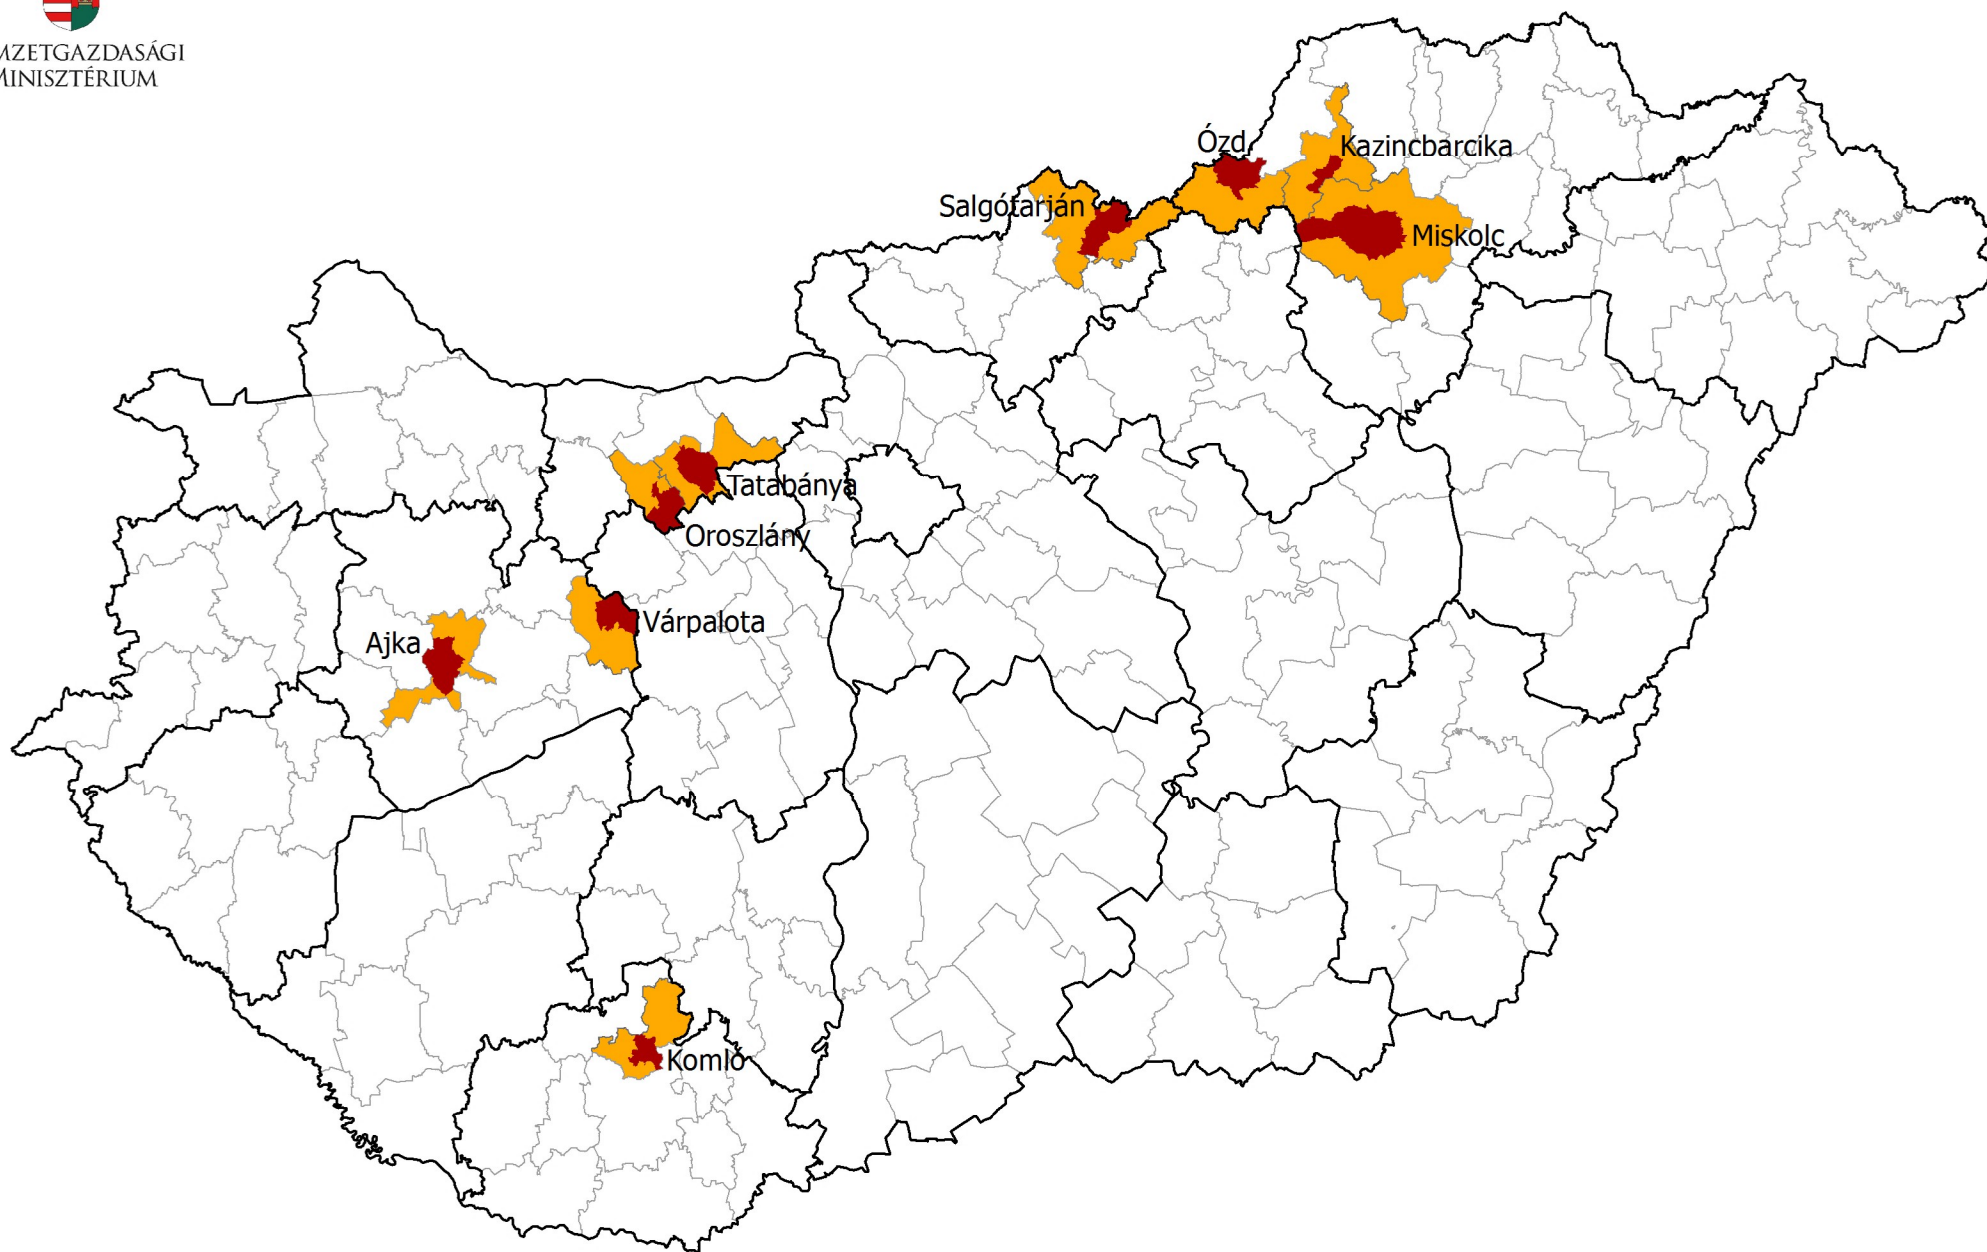 MZETGAZDASÁGI
MINISZTÉRIUM
Ózd
Kazincbarcika
Salgótarján
Miskolc
Tatabánya
Oroszlány
Várpalota
Ajka
Komló